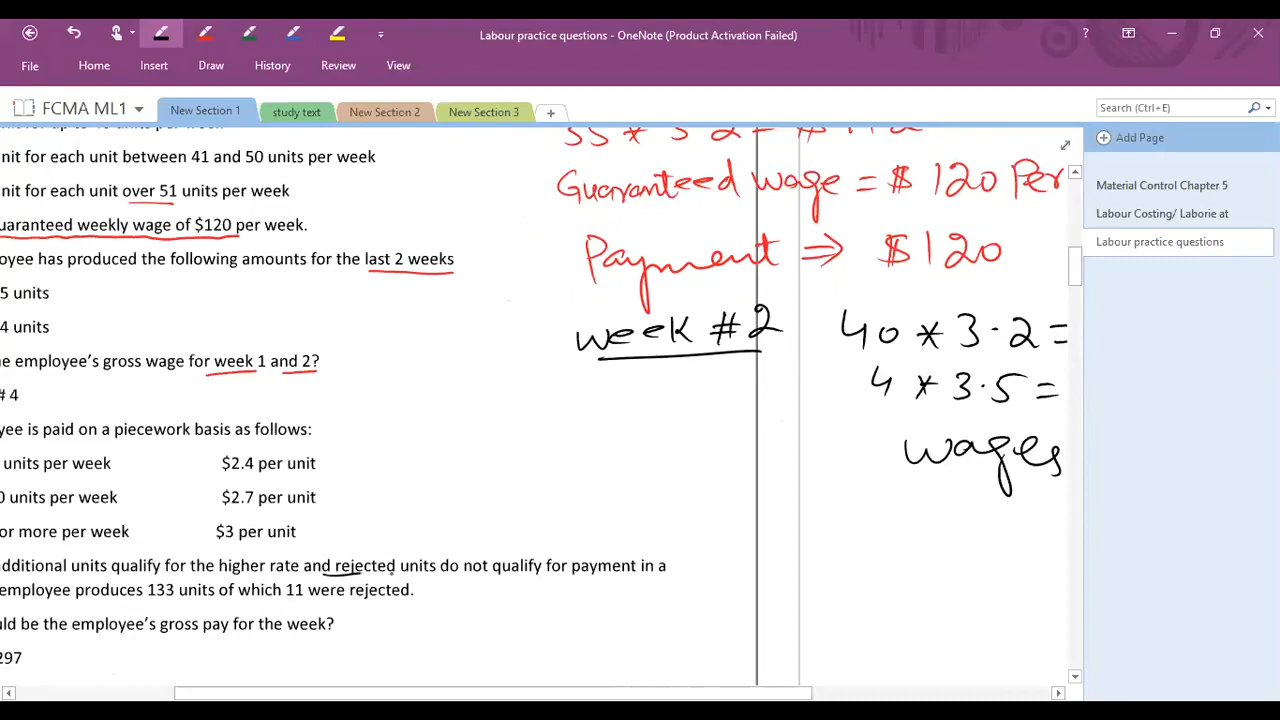 Labour practice questions - OneNote (Product Activation Failed)
?
File Home Insert Draw History Review View
FCMA ML1 New Section 1 study text New Section 2 New Section 3
Search (Ctrl+E)
Add Page
Material Control Chapter 5
Labour Costing/ Laborie at
Labour practice questions
nit for each unit between 41 and 50 units per week
nit for each unit over 51 units per week
uaranteed weekly wage of $120 per week.
oyee has produced the following amounts for the last 2 weeks
5 units
4 units
he employee's gross wage for week 1 and 2?
# 4
yee is paid on a piecework basis as follows:
units per week $2.4 per unit
0 units per week $2.7 per unit
or more per week $3 per unit
additional units qualify for the higher rate and rejected units do not qualify for payment in a
employee produces 133 units of which 11 were rejected.
uld be the employee's gross pay for the week?
297
Guaranteed wage = $ 120 Per
Payment ⇒ $120
week #2 40 * 3.2 =
4 * 3.5 =
wages